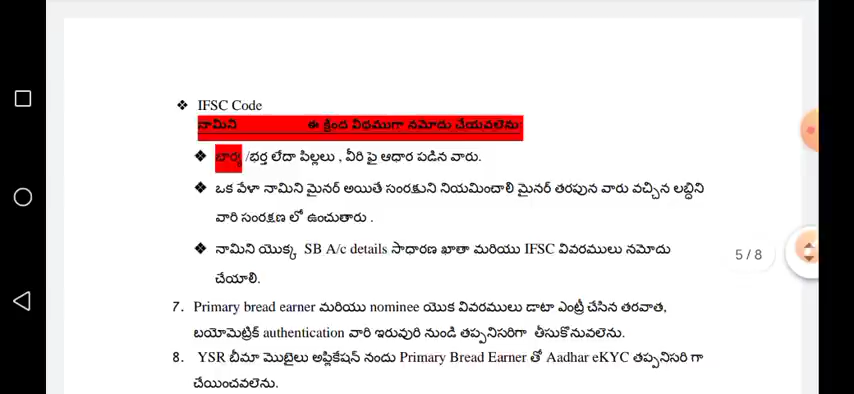 ❖ IFSC Code
నామిని ఈ క్రింద విధముగా నమోదు చేయవలెను
❖ భార్య /భర్త లేదా పిల్లలు , వీరి పై ఆధార పడిన వారు.
❖ ఒక వేళా నామిని మైనర్ అయితే సంరక్షుని నియమించాలి మైనర్ తరపున వారు వచ్చిన లబ్ధిని
వారి సంరక్షణ లో ఉంచుతారు .
❖ నామిని యొక్క SB A/c details సాధారణ ఖాతా మరియు IFSC వివరములు నమోదు
చేయాలి.
5 / 8
7. Primary bread earner మరియు nominee యొక వివరములు డాటా ఎంట్రీ చేసిన తరవాత,
బయోమెట్రిక్ authentication వారి ఇరువురి నుండి తప్పనిసరిగా తీసుకొనువలెను.
8. YSR బీమా మొబైలు అప్లికేషన్ నందు Primary Bread Earner తో Aadhar eKYC తప్పనిసరి గా
చేయించవలెను.